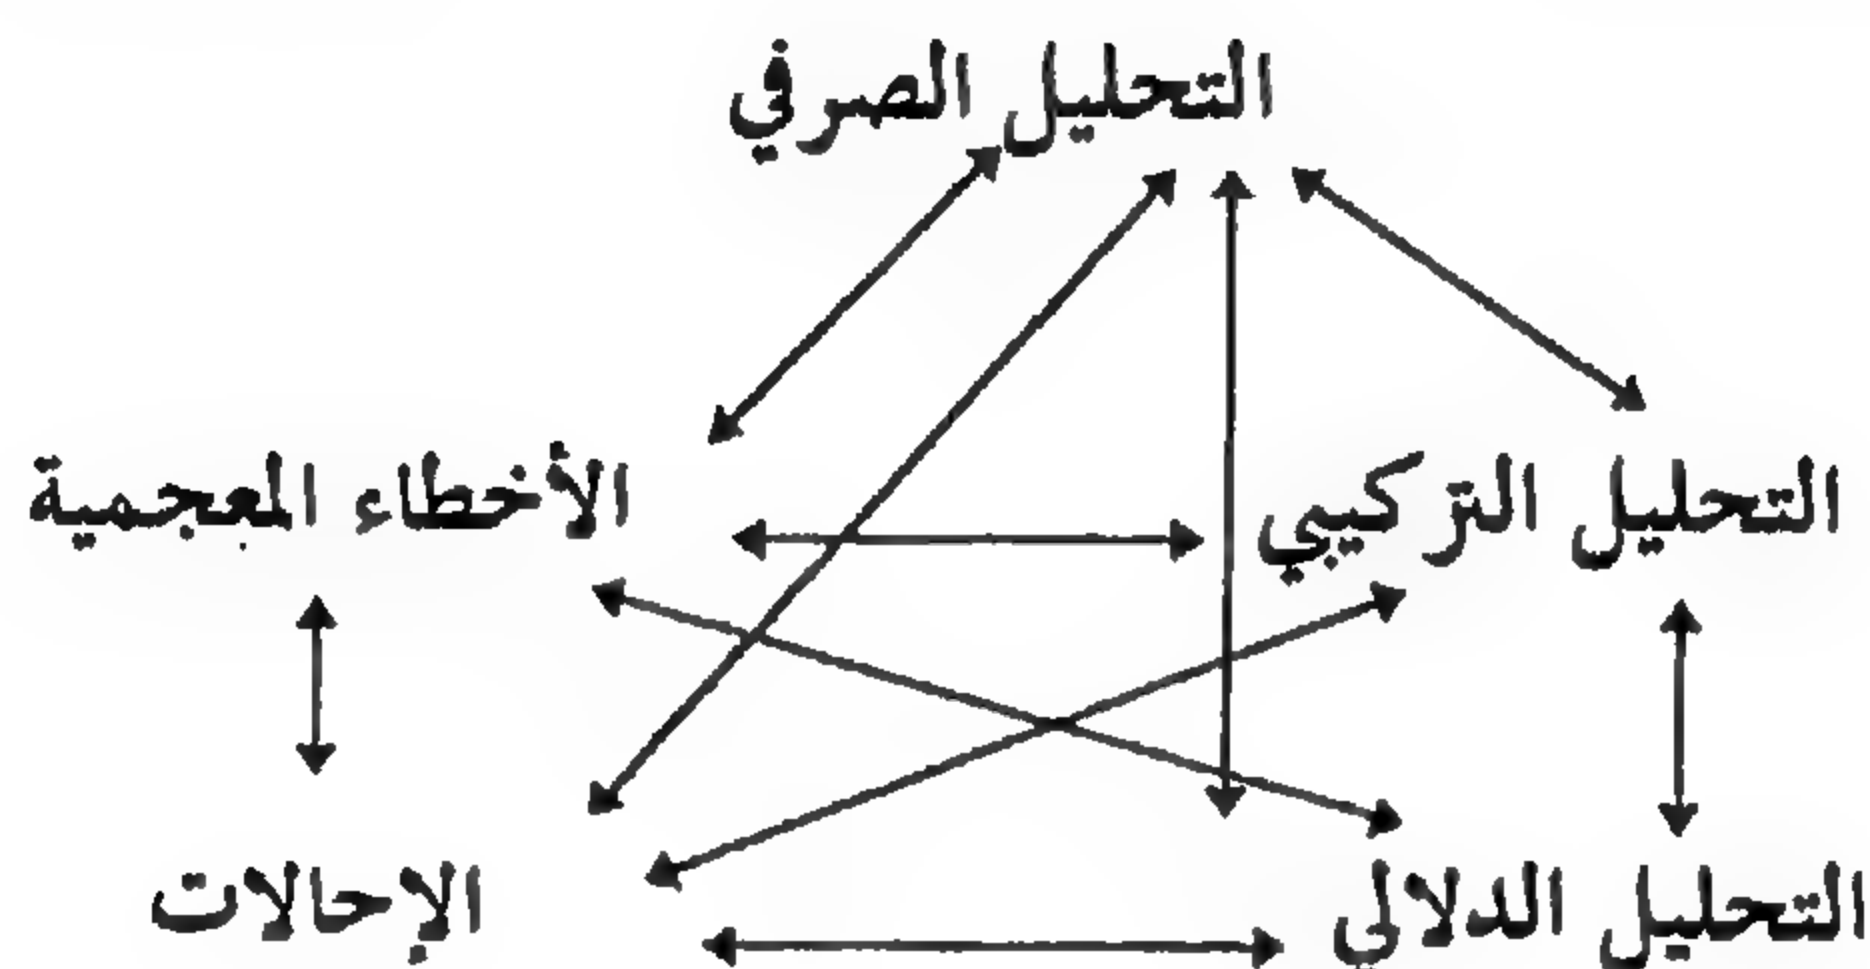 التحليل الصرفي
التحليل التركيبي
الأخطاء المعجمية
التحليل الدلالي
الإحالات